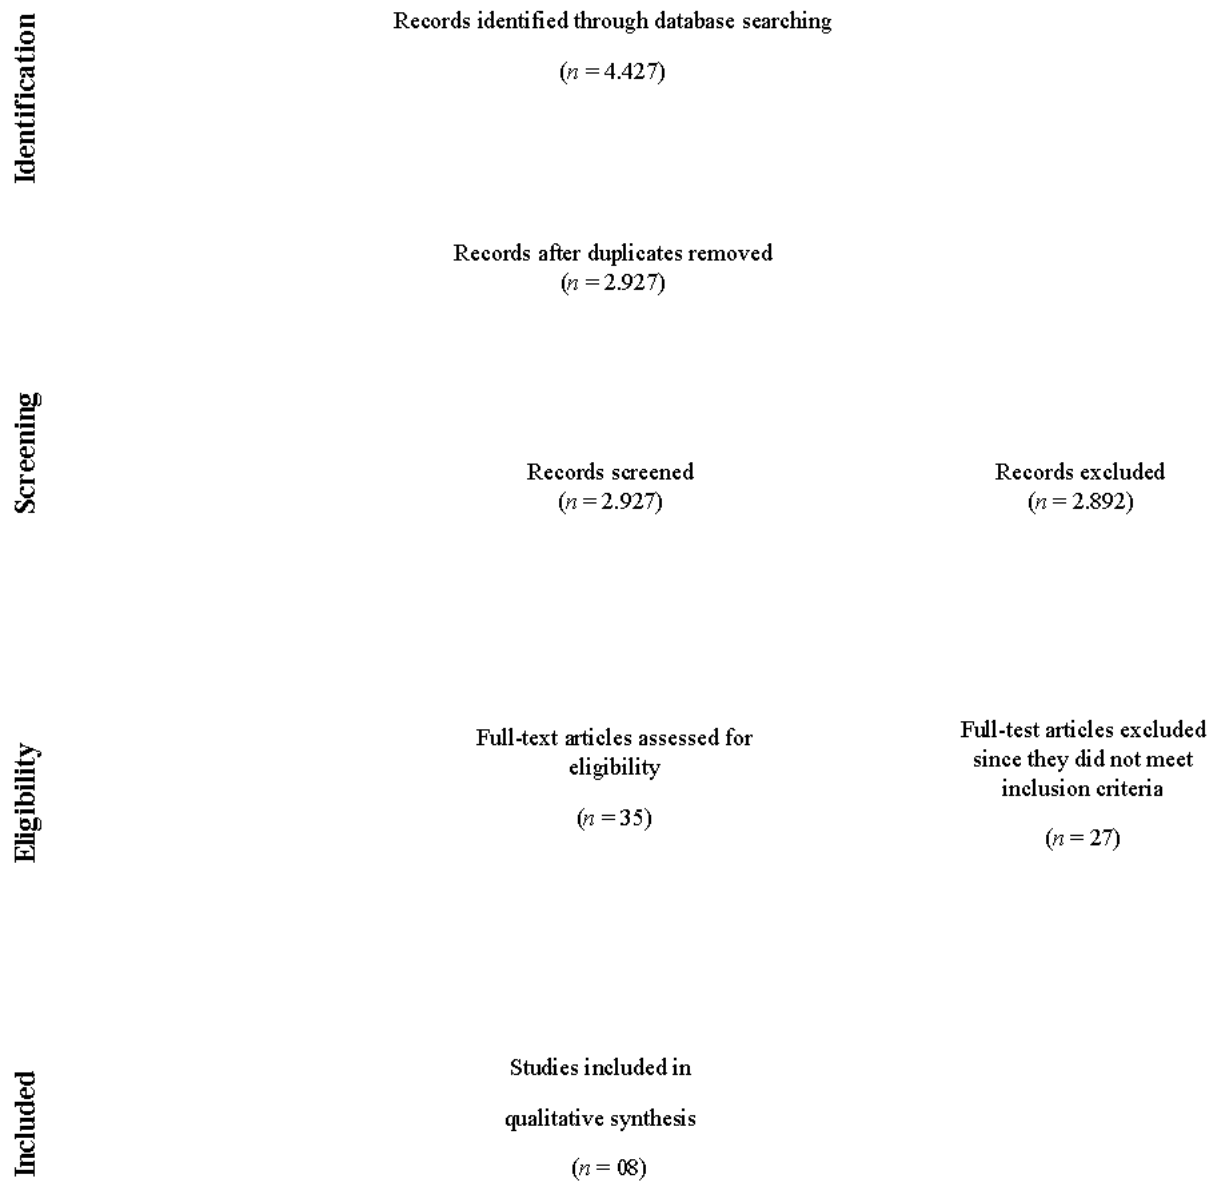 Identification
Records identified through database searching
(n = 4.427)
Records after duplicates removed
(n = 2.927)
Screening
Records screened
(n = 2.927)
Records excluded
(n = 2.892)
Eligibility
Full-text articles assessed for
eligibility
(n = 35)
Full-test articles excluded
since they did not meet
inclusion criteria
(n = 27)
Included
Studies included in
qualitative synthesis
(n = 08)